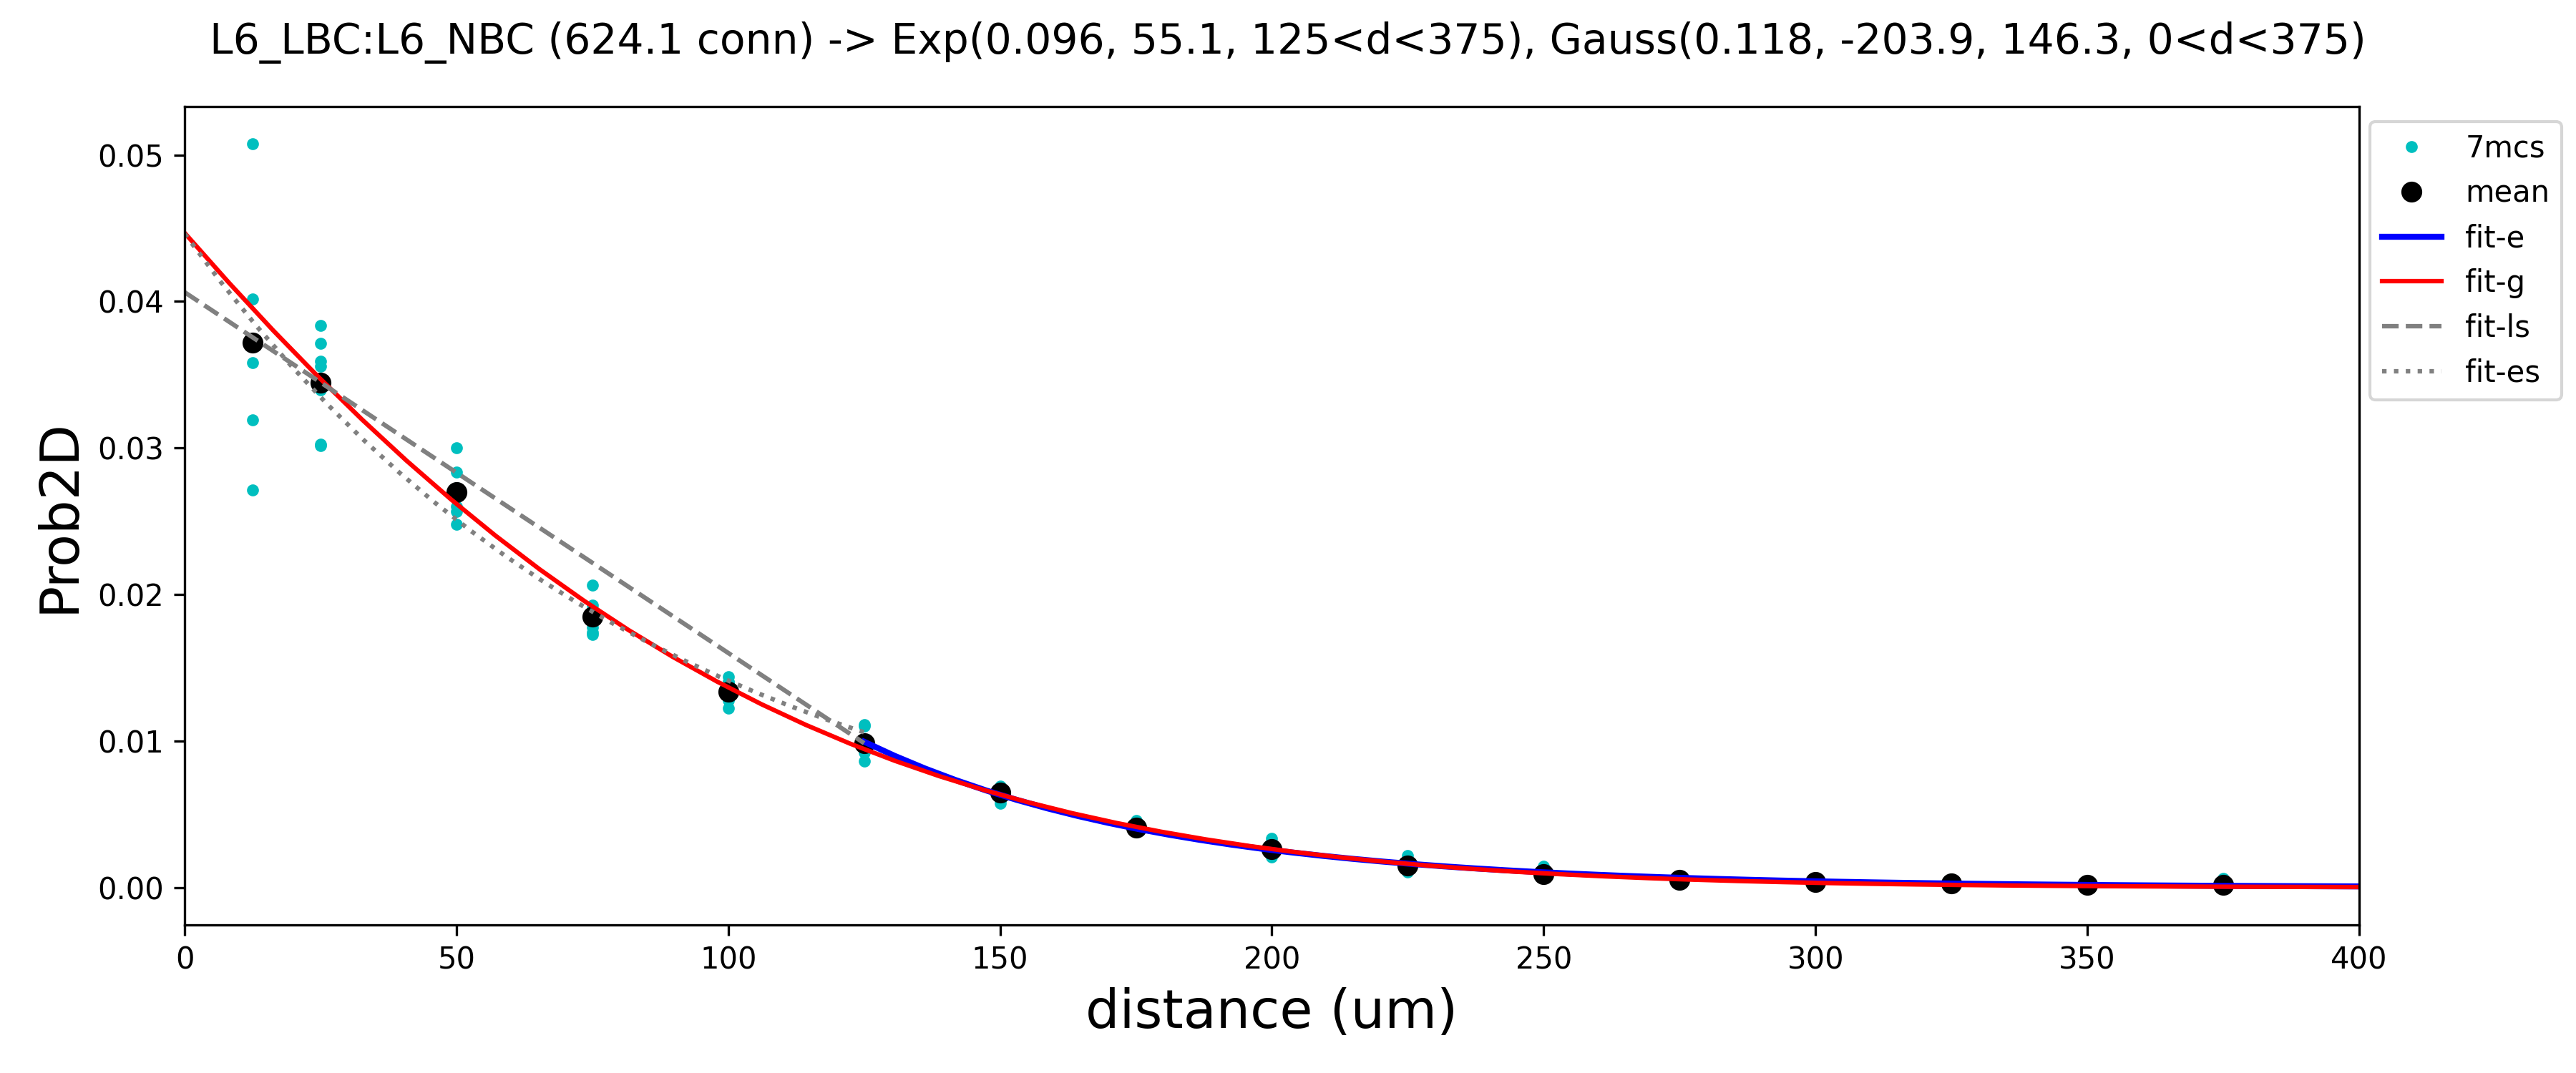 L6_LBC:L6_NBC (624.1 conn) -> Exp(0.096, 55.1, 125<d<375), Gauss(0.118, -203.9, 146.3, 0<d<375)
0.05
0.04
0.03
0.02
0.01
0.00
Prob2D
0 50 100 150 200 250 300 350 400
distance (um)
7mcs
mean
fit-e
fit-g
fit-ls
fit-es